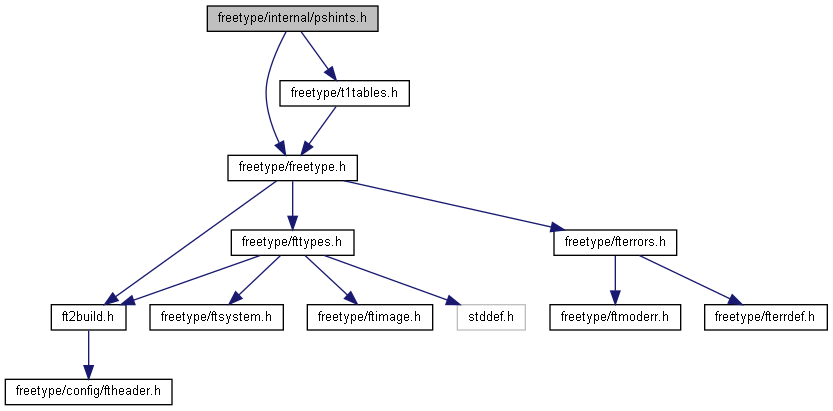 freetype/internal/pshints.h
freetype/t1tables.h
freetype/freetype.h
freetype/fttypes.h
freetype/fterrors.h
ft2build.h
freetype/ftsystem.h
freetype/ftimage.h
stddef.h
freetype/ftmoderr.h
freetype/fterrdef.h
freetype/config/ftheader.h